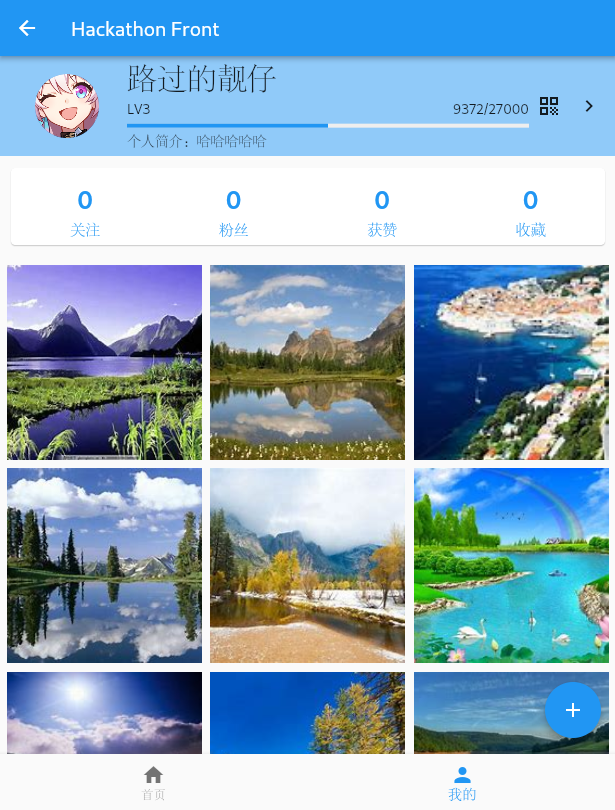 Hackathon Front
路过的靓仔
LV3
9372/27000
个人简介：哈哈哈哈哈
0 0 0 0
关注 粉丝 获赞 收藏
首页 我的